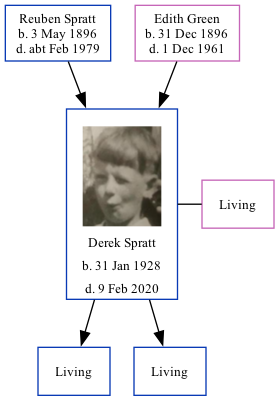 Reuben Spratt
b. 3 May 1896
d. abt Feb 1979
Edith Green
b. 31 Dec 1896
d. 1 Dec 1961
Derek Spratt
b. 31 Jan 1928
d. 9 Feb 2020
Living
Living
Living